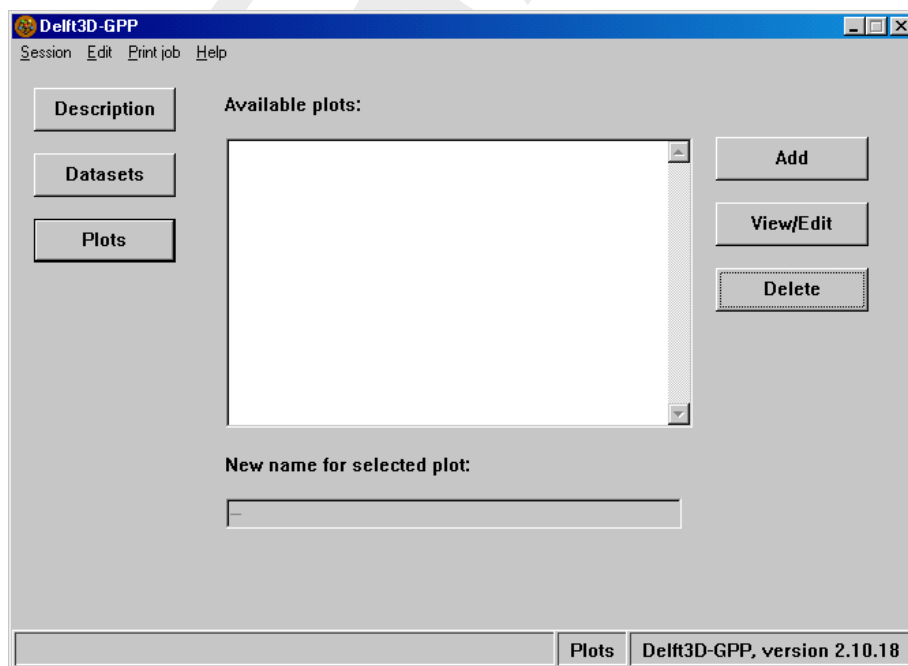 Delft3D-GPP
Session Edit Print job Help
Description
Datasets
Plots
Available plots:
Add
View/Edit
Delete
New name for selected plot:
Plots
Delft3D-GPP, version 2.10.18